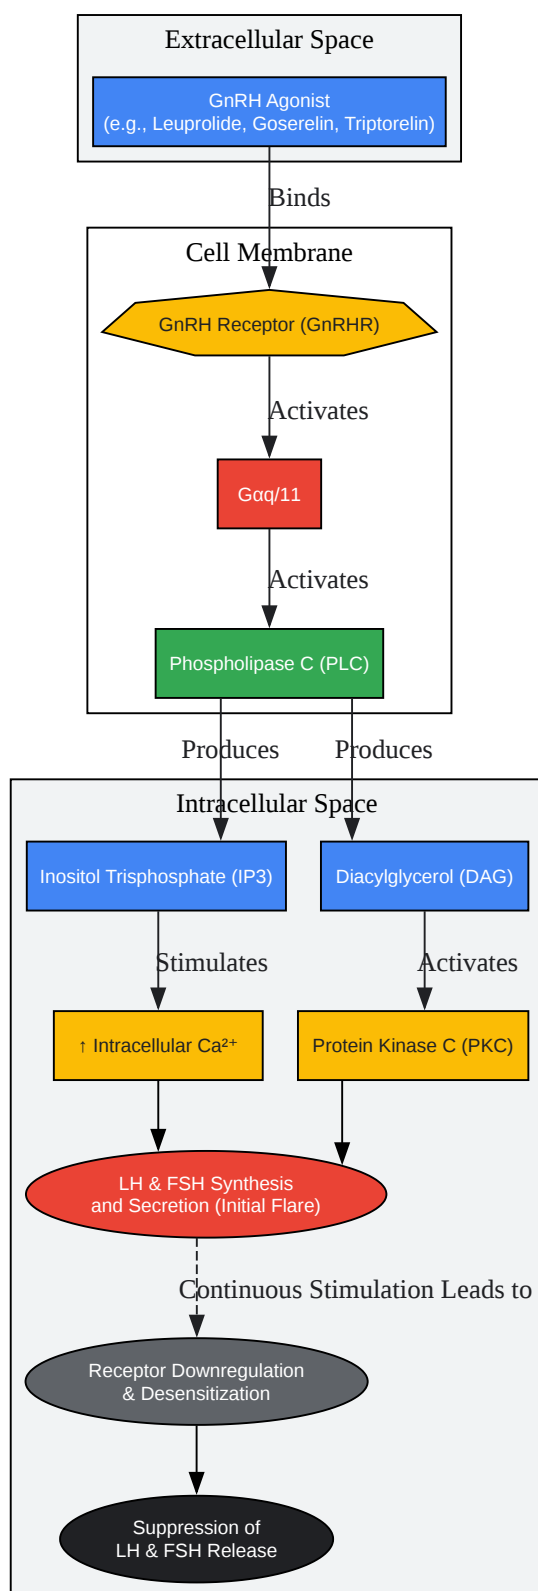 Extracellular Space
GnRH Agonist
(e.g., Leuprolide, Goserelin, Triptorelin)
Binds
Cell Membrane
GnRH Receptor (GnRHR)
Activates
Gαq/11
Activates
Phospholipase C (PLC)
Produces
Produces
Intracellular Space
Inositol Trisphosphate (IP3)
Diacylglycerol (DAG)
Stimulates
Activates
↑ Intracellular Ca²⁺
Protein Kinase C (PKC)
LH & FSH Synthesis
and Secretion (Initial Flare)
Continuous Stimulation Leads to
Receptor Downregulation
& Desensitization
Suppression of
LH & FSH Release